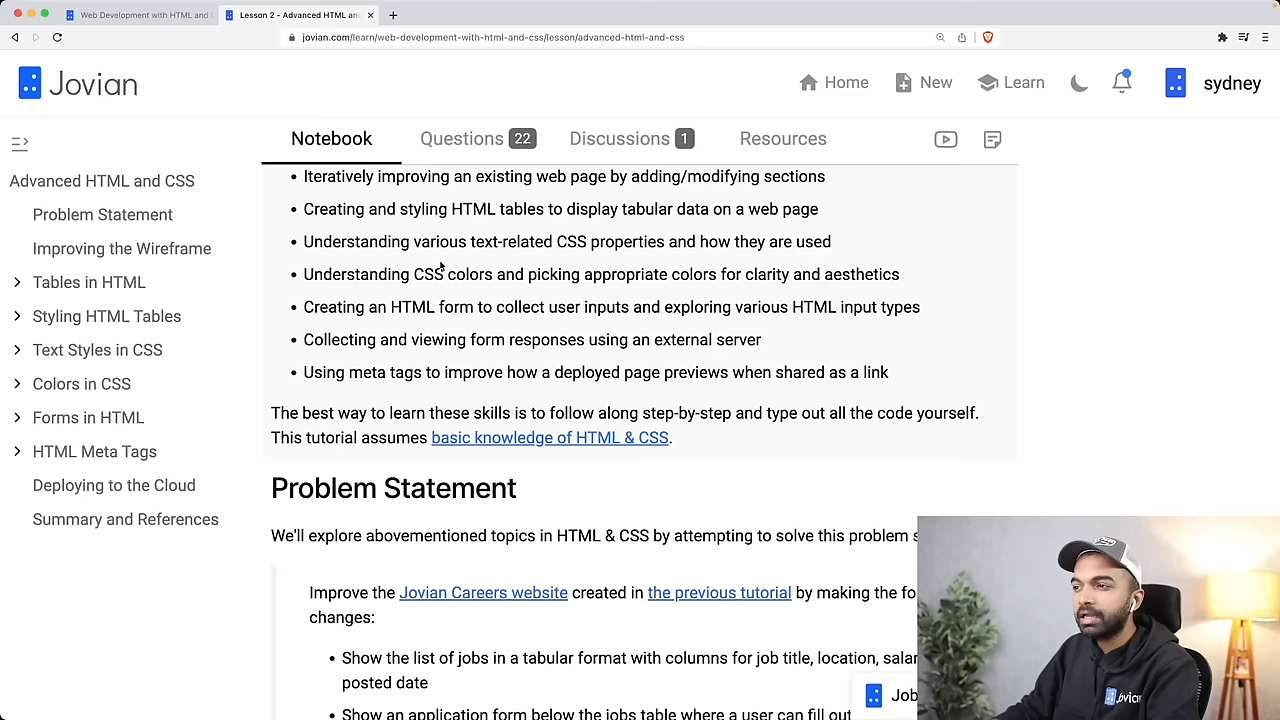 Web Development with HTML and
Lesson 2 - Advanced HTML and
jovian.com/learn/web-development-with-html-and-css/lesson/advanced-html-and-css
Jovian
Home
New
Learn
sydney
Notebook
Questions 22
Discussions 1
Resources
Advanced HTML and CSS
Problem Statement
Improving the Wireframe
Tables in HTML
Styling HTML Tables
Text Styles in CSS
Colors in CSS
Forms in HTML
HTML Meta Tags
Deploying to the Cloud
Summary and References
• Iteratively improving an existing web page by adding/modifying sections
• Creating and styling HTML tables to display tabular data on a web page
• Understanding various text-related CSS properties and how they are used
• Understanding CSS colors and picking appropriate colors for clarity and aesthetics
• Creating an HTML form to collect user inputs and exploring various HTML input types
• Collecting and viewing form responses using an external server
• Using meta tags to improve how a deployed page previews when shared as a link
The best way to learn these skills is to follow along step-by-step and type out all the code yourself.
This tutorial assumes basic knowledge of HTML & CSS.
Problem Statement
We'll explore abovementioned topics in HTML & CSS by attempting to solve this problem s
Improve the Jovian Careers website created in the previous tutorial by making the fo
changes:
• Show the list of jobs in a tabular format with columns for job title, location, salar
posted date
• Show an application form below the jobs table where a user can fill out
Job
Jovian